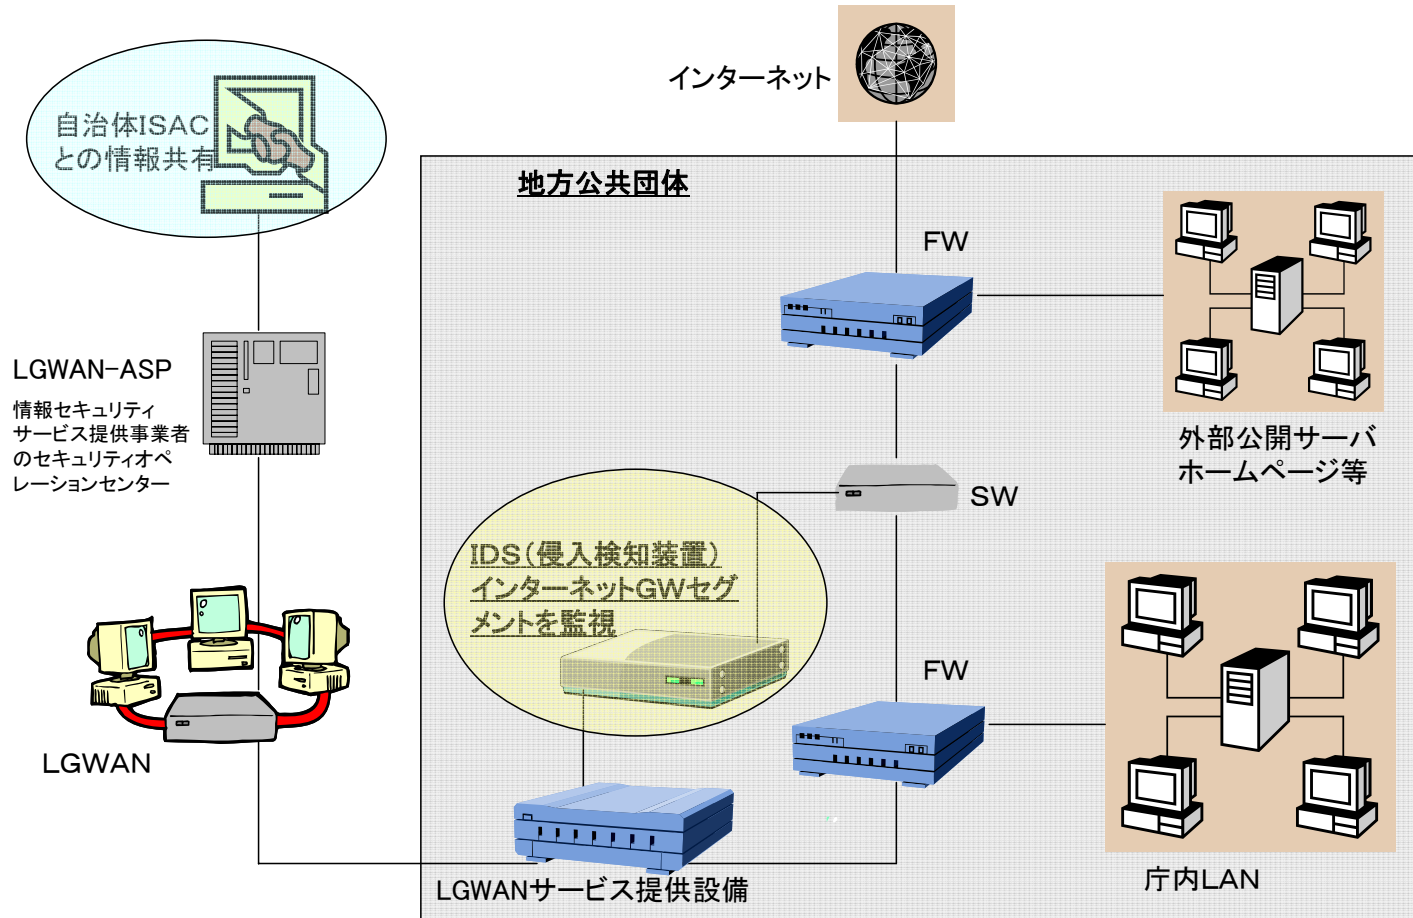 インターネット
自治体ISAC
との情報共有
地方公共団体
FW
LGWAN-ASP
情報セキュリティ
サービス提供事業者
のセキュリティオペ
レーションセンター
外部公開サーバ
ホームページ等
SW
IDS（侵入検知装置）
インターネットGWセグ
メントを監視
FW
LGWAN
LGWANサービス提供設備
庁内LAN